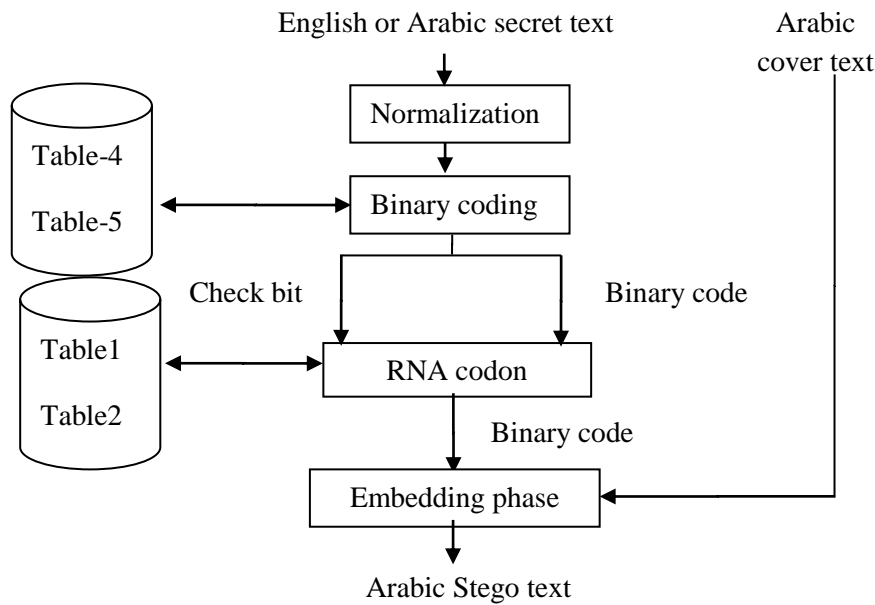 English or Arabic secret text
Arabic
cover text
Normalization
Table-4
Table-5
Binary coding
Check bit
Binary code
Table1
Table2
RNA codon
Binary code
Embedding phase
Arabic Stego text